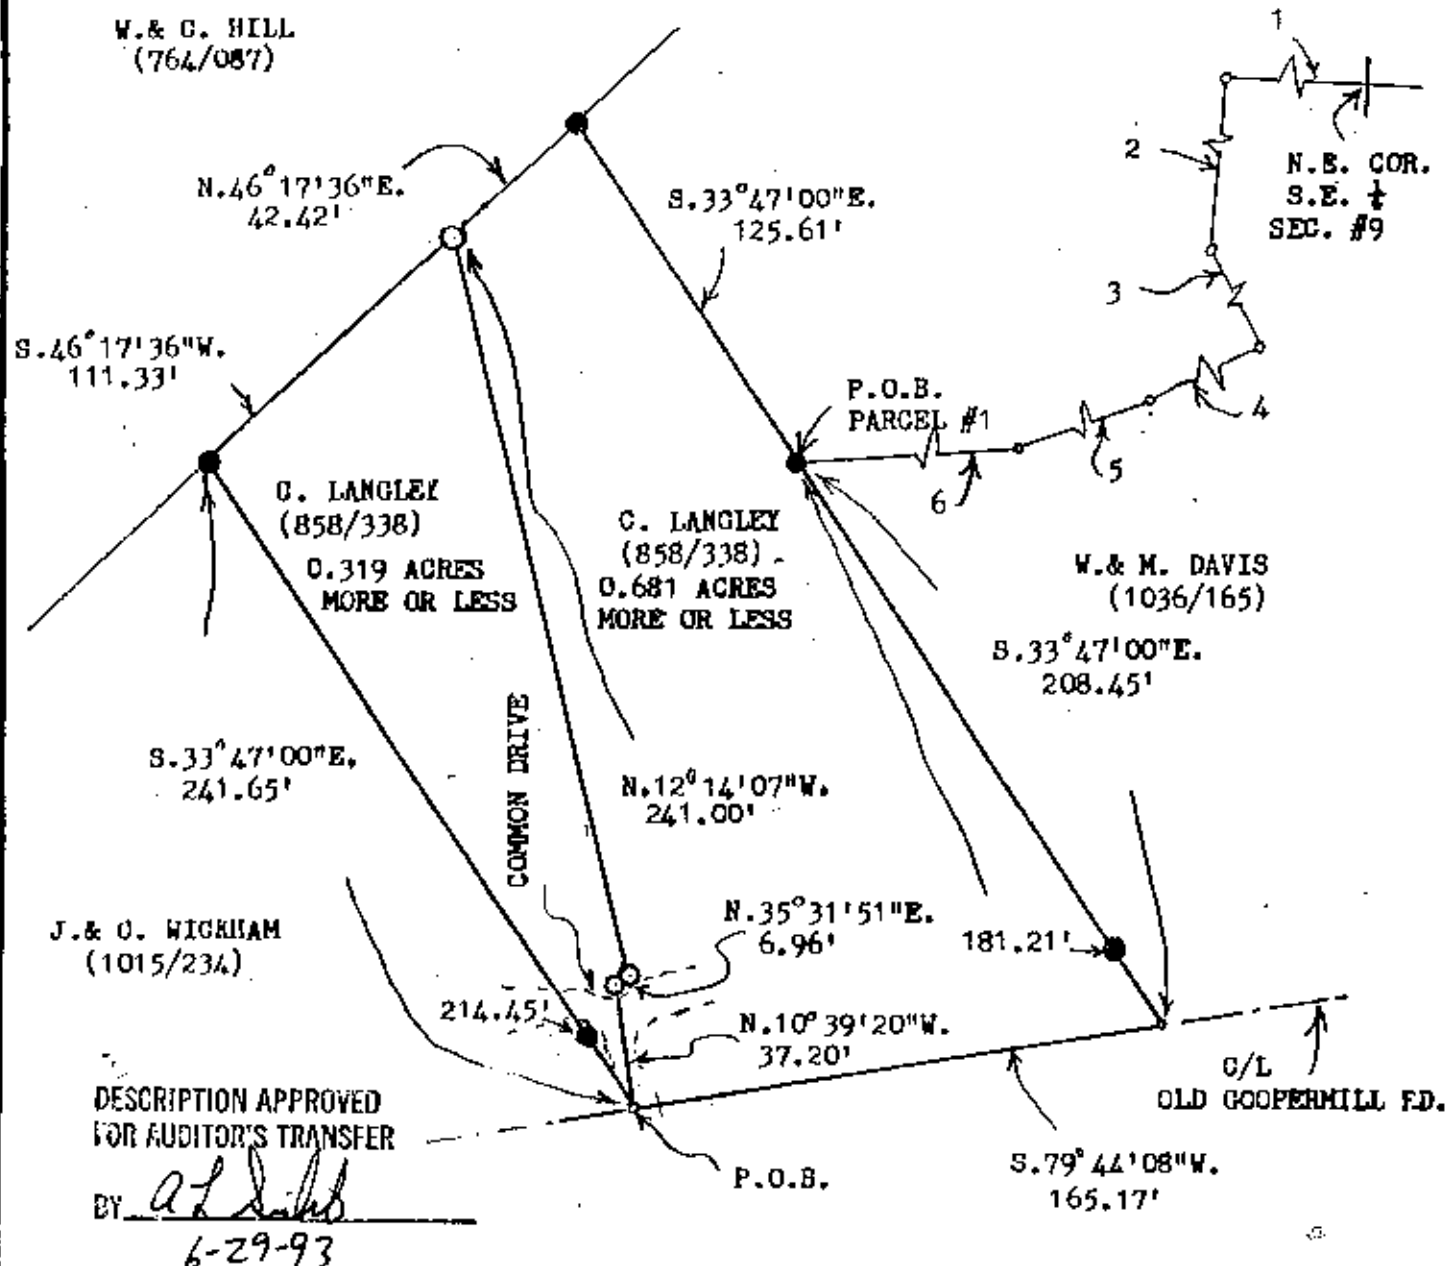 W.& C. HILL
(764/087)
1
2
N.E. COR.
S.E. ¼
SEC. #9
N.46°17'36"E.
42.42'
S.33°47'00"E.
125.61'
3
S.46°17'36"W.
111.33'
P.O.B.
PARCEL #1
4
5
6
C. LANGLEY
(858/338)
0.319 ACRES
MORE OR LESS
C. LANGLEY
(858/338)
0.681 ACRES
MORE OR LESS
W.& M. DAVIS
(1036/165)
S.33°47'00"E.
208.45'
COMMON DRIVE
S.33°47'00"E.
241.65'
N.12°14'07"W.
241.00'
J.& C. WICKHAM
(1015/234)
N.35°31'51"E.
6.96'
181.21'
214.45'
N.10°39'20"W.
37.20'
C/L
OLD COOPERMILL RD.
DESCRIPTION APPROVED
FOR AUDITOR'S TRANSFER
BY
6-29-93
P.O.B.
S.79°44'08"W.
165.17'